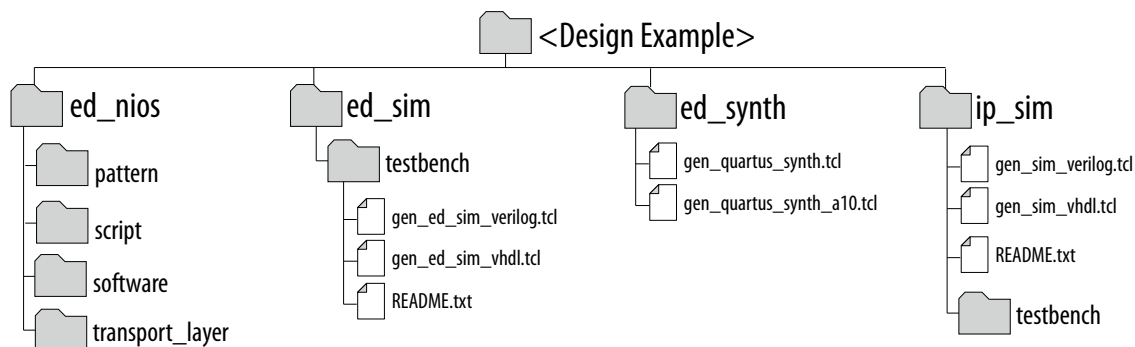 <Design Example>
ed_nios
pattern
script
software
transport_layer
ed_sim
testbench
gen_ed_sim_verilog.tcl
gen_ed_sim_vhdl.tcl
README.txt
ed_synth
gen_quartus_synth.tcl
gen_quartus_synth_a10.tcl
ip_sim
gen_sim_verilog.tcl
gen_sim_vhdl.tcl
README.txt
testbench